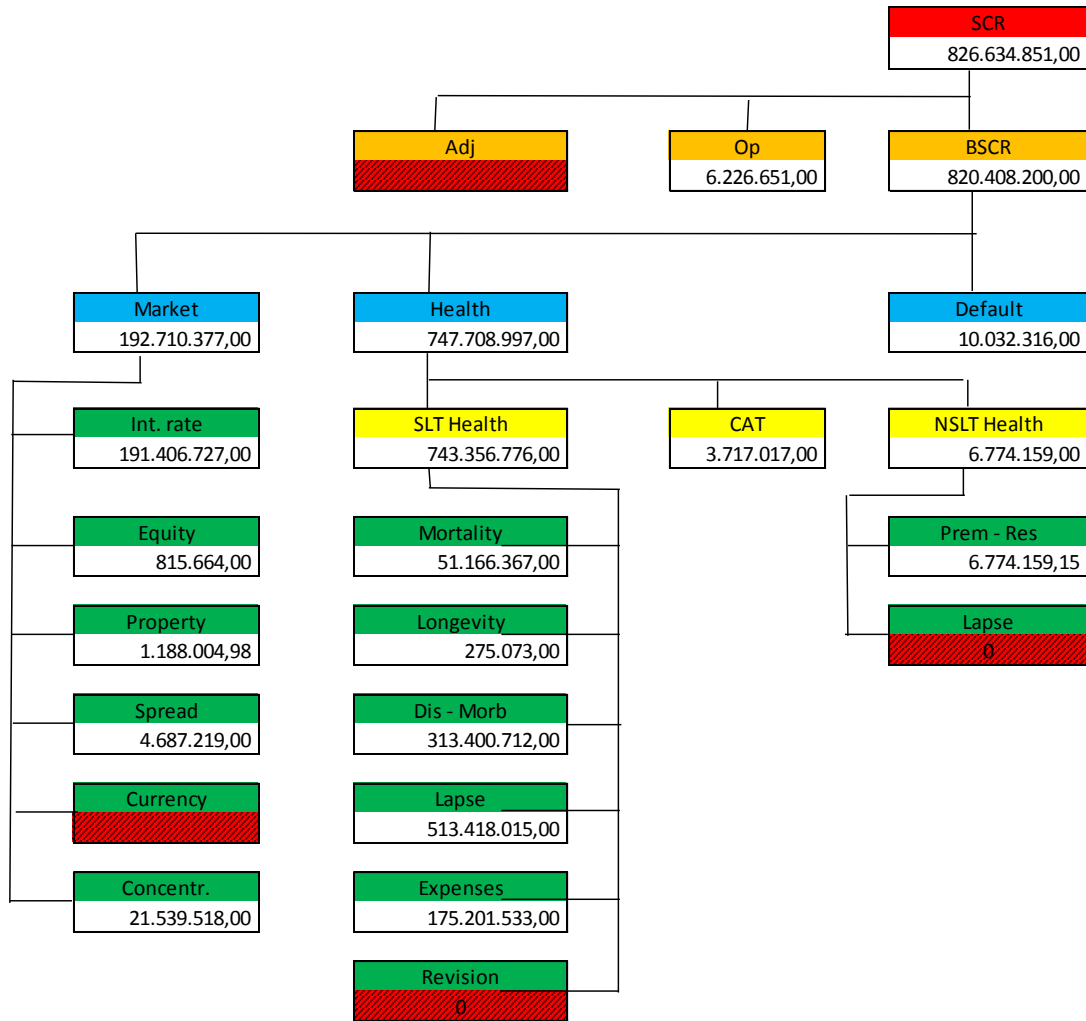 SCR
826.634.851,00
Adj
Op
6.226.651,00
BSCR
820.408.200,00
Market
192.710.377,00
Health
747.708.997,00
Default
10.032.316,00
Int. rate
191.406.727,00
SLT Health
743.356.776,00
CAT
3.717.017,00
NSLT Health
6.774.159,00
Equity
815.664,00
Mortality
51.166.367,00
Prem - Res
6.774.159,15
Property
1.188.004,98
Longevity
275.073,00
Lapse
0
Spread
4.687.219,00
Dis - Morb
313.400.712,00
Currency
Lapse
513.418.015,00
Concentr.
21.539.518,00
Expenses
175.201.533,00
Revision
0